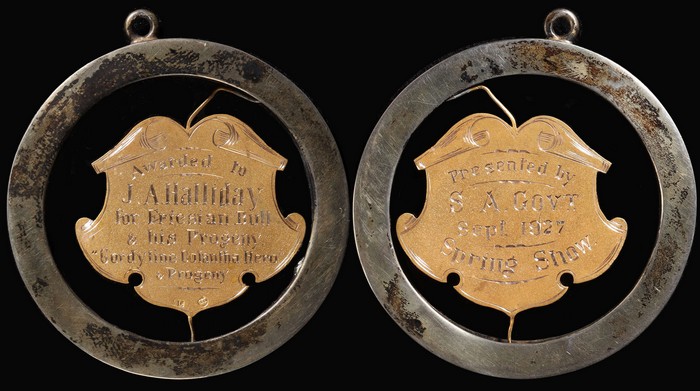 Awarded to
J. A Halliday
for Friesian Bull
& his Progeny
"Cordyline Colantha Hero
& Progeny"
Presented by
S. A. Govt
Sept. 1927
Spring Show